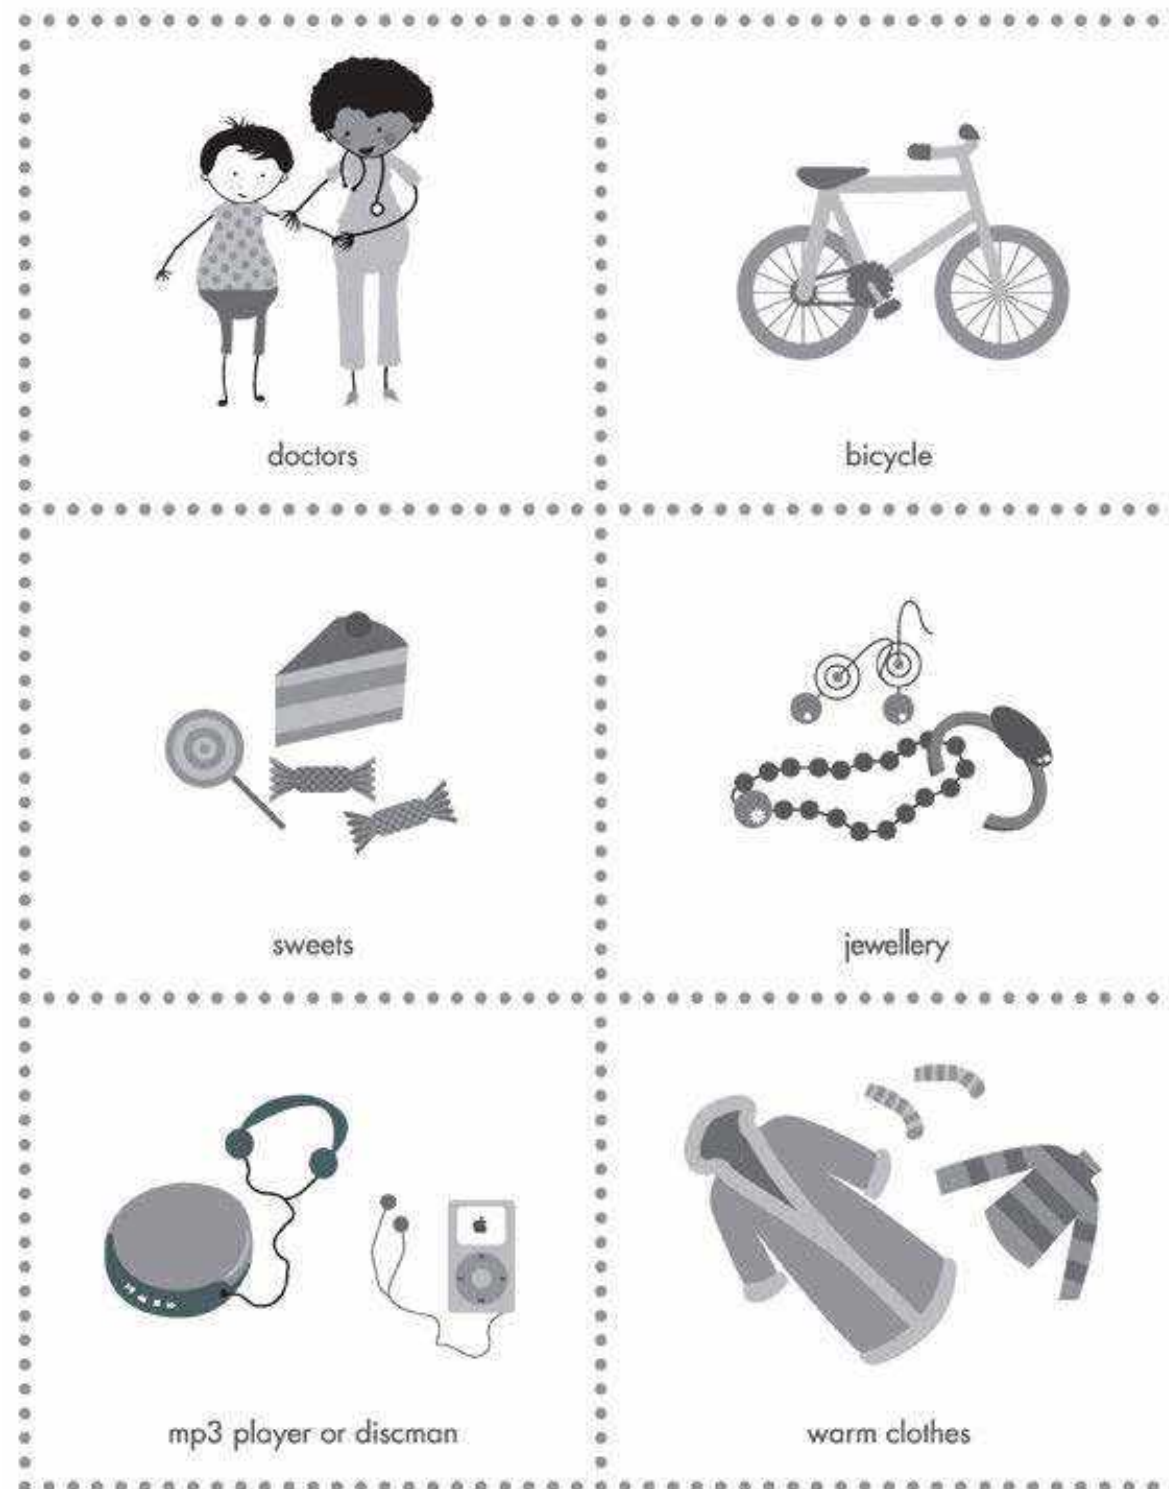 doctors
bicycle
sweets
jewellery
mp3 player or discman
warm clothes